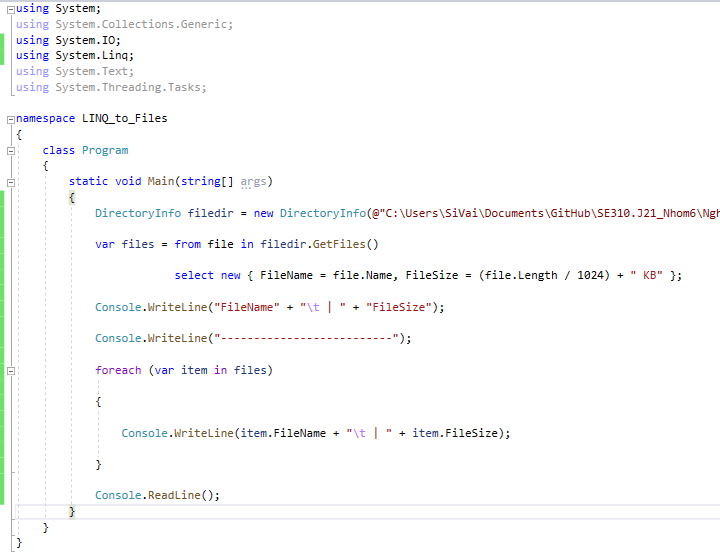 using System;
using System.Collections.Generic;
using System.IO;
using System.Linq;
using System.Text;
using System.Threading.Tasks;
namespace LINQ_to_Files
{
class Program
{
static void Main(string[] args)
{
DirectoryInfo filedir = new DirectoryInfo(@"C:\Users\SiVai\Documents\GitHub\SE310.J21_Nhom6\Ngh
var files = from file in filedir.GetFiles()
select new { FileName = file.Name, FileSize = (file.Length / 1024) + " KB" };
Console.WriteLine("FileName" + "\t | " + "FileSize");
Console.WriteLine("--------------------------");
foreach (var item in files)
{
Console.WriteLine(item.FileName + "\t | " + item.FileSize);
}
Console.ReadLine();
}
}
}